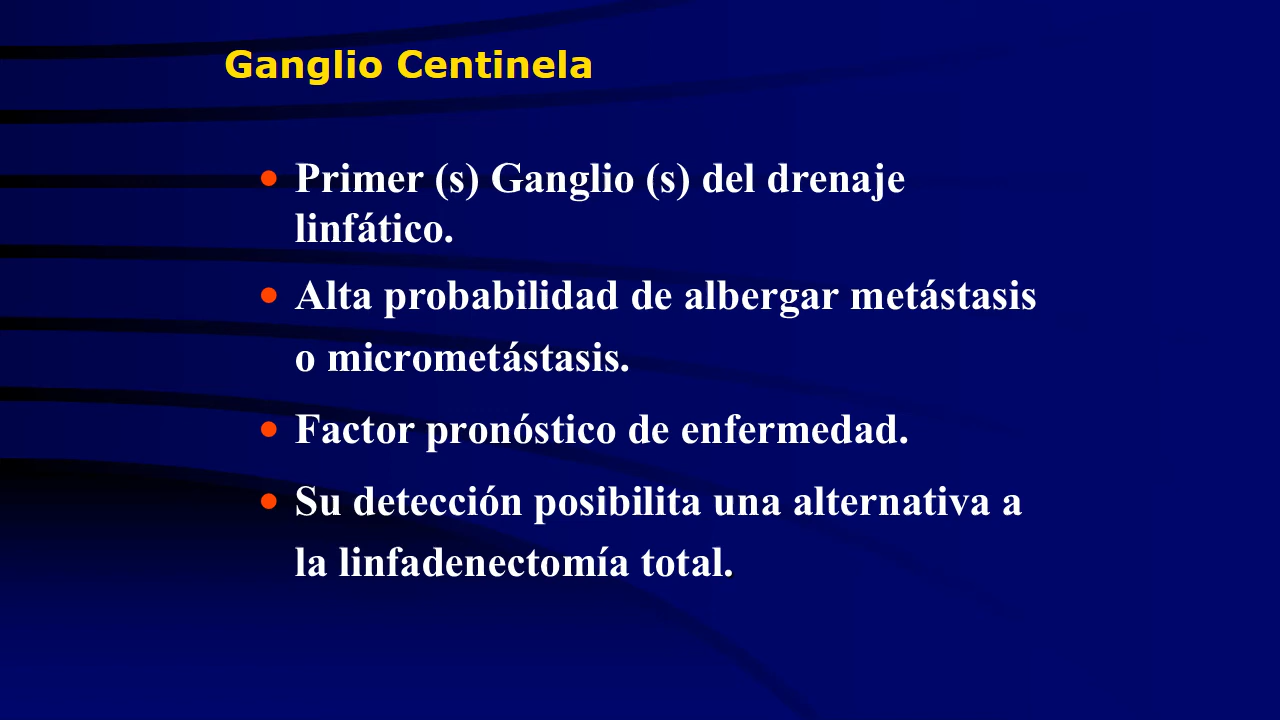 Ganglio Centinela
• Primer (s) Ganglio (s) del drenaje
linfático.
• Alta probabilidad de albergar metástasis
o micrometástasis.
• Factor pronóstico de enfermedad.
• Su detección posibilita una alternativa a
la linfadenectomía total.